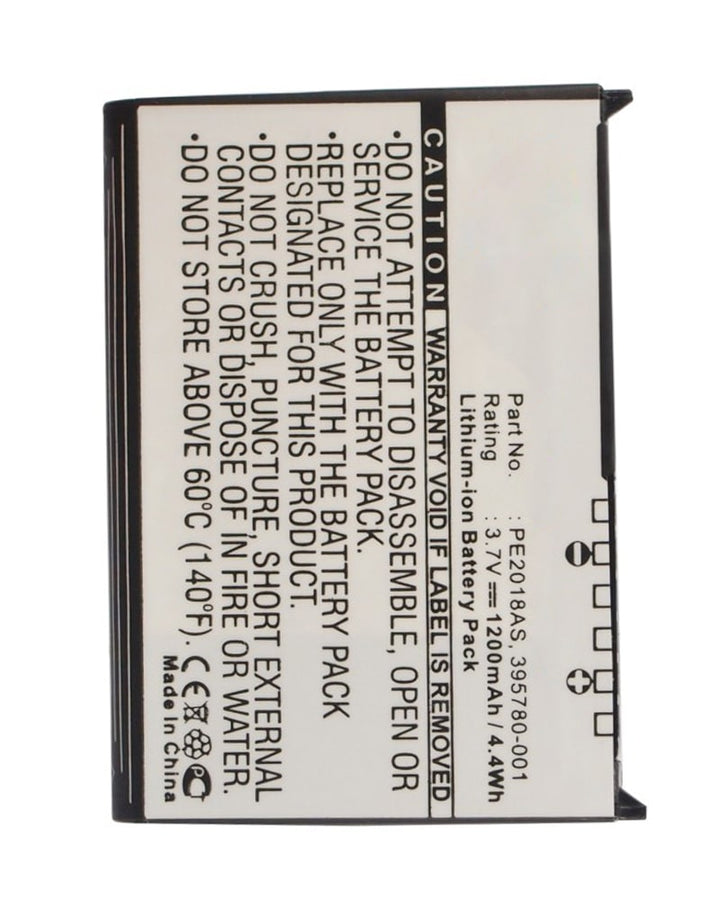 Part No. : PE2018AS, 395780-001
Rating : 3.7V 1200mAh / 4.4Wh
Lithium-ion Battery Pack
CAUTION WARRANTY VOID IF LABEL IS REMOVED
•DO NOT ATTEMPT TO DISASSEMBLE, OPEN OR
SERVICE THE BATTERY PACK.
•REPLACE ONLY WITH THE BATTERY PACK
DESIGNATED FOR THIS PRODUCT.
•DO NOT CRUSH, PUNCTURE, SHORT EXTERNAL
CONTACTS OR DISPOSE OF IN FIRE OR WATER.
•DO NOT STORE ABOVE 60°C (140°F). CE
Made In China